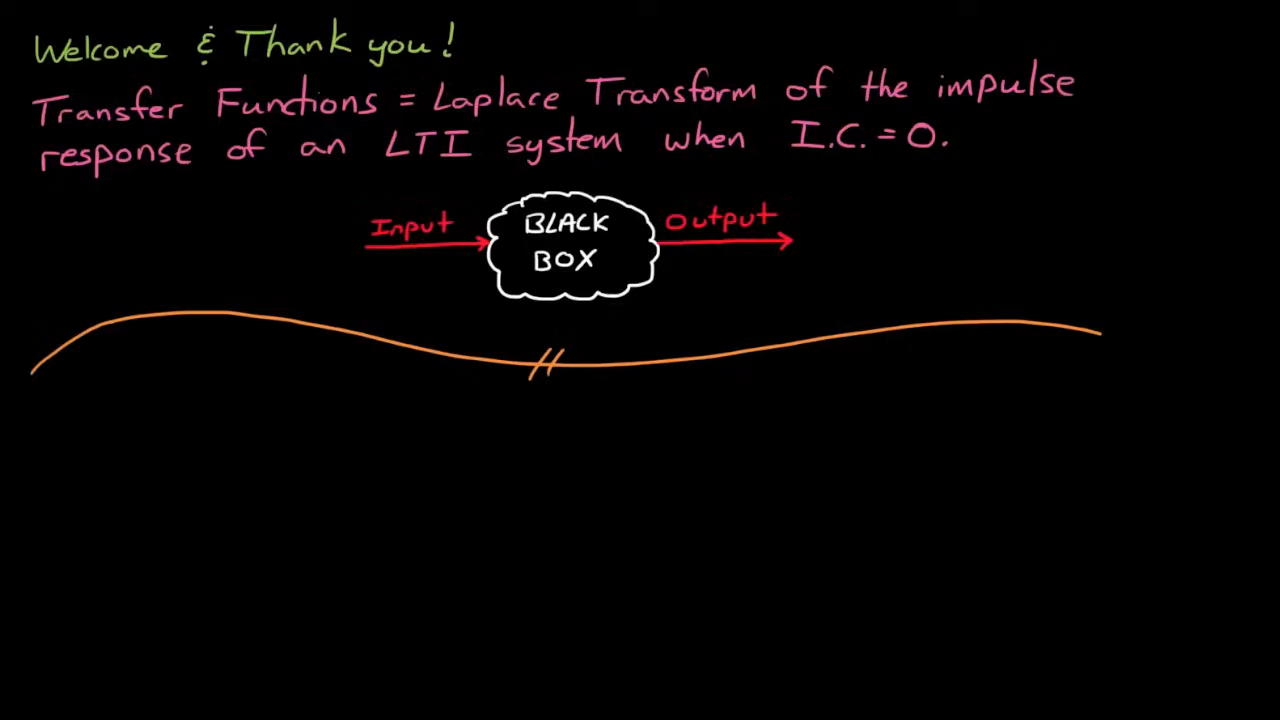 Welcome & Thank you!
Transfer Functions = Laplace Transform of the impulse
response of an LTI system when I.C. = 0.
Input
BLACK
BOX
Output